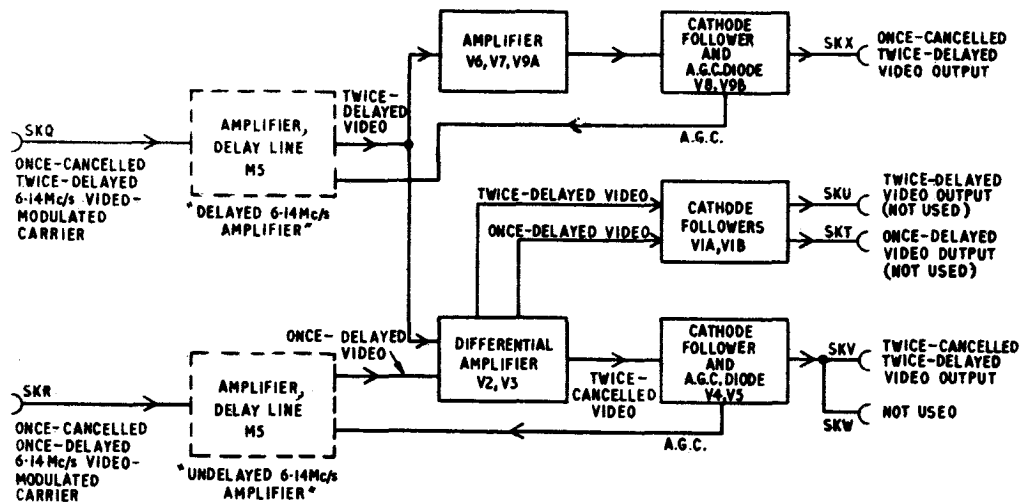 AMPLIFIER
V6, V7, V9A
CATHODE
FOLLOWER
AND
A.G.C. DIODE
V8, V9B
SKX
ONCE-CANCELLED
TWICE-DELAYED
VIDEO OUTPUT
A.G.C.
SKQ
ONCE-CANCELLED
TWICE-DELAYED
6·14Mc/s VIDEO-
MODULATED
CARRIER
AMPLIFIER,
DELAY LINE
M5
"DELAYED 6·14Mc/s
AMPLIFIER"
TWICE-
DELAYED
VIDEO
TWICE-DELAYED VIDEO
ONCE-DELAYED VIDEO
CATHODE
FOLLOWERS
V1A, V1B
SKU
TWICE-DELAYED
VIDEO OUTPUT
(NOT USED)
SKT
ONCE-DELAYED
VIDEO OUTPUT
(NOT USED)
SKR
ONCE-CANCELLED
ONCE-DELAYED
6·14Mc/s VIDEO-
MODULATED
CARRIER
AMPLIFIER,
DELAY LINE
M5
"UNDELAYED 6·14Mc/s
AMPLIFIER"
ONCE-DELAYED
VIDEO
DIFFERENTIAL
AMPLIFIER
V2, V3
TWICE-
CANCELLED
VIDEO
CATHODE
FOLLOWER
AND
A.G.C. DIODE
V4, V5
A.G.C.
SKV
TWICE-CANCELLED
TWICE-DELAYED
VIDEO OUTPUT
SKW
NOT USED